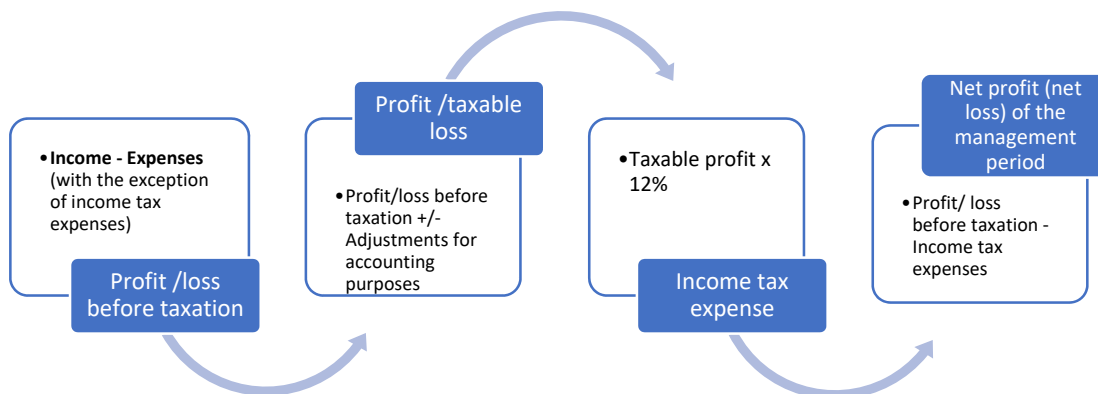 •Income - Expenses
(with the exception
of income tax
expenses)
Profit /loss
before taxation
Profit /taxable
loss
•Profit/loss before
taxation +/-
Adjustments for
accounting
purposes
•Taxable profit x
12%
Income tax
expense
Net profit (net
loss) of the
management
period
•Profit/ loss
before taxation -
Income tax
expenses